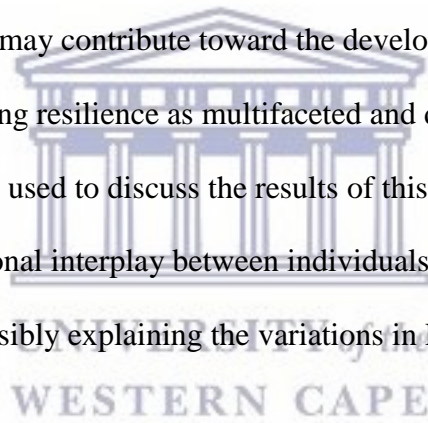 may contribute toward the develo
ng resilience as multifaceted and
used to discuss the results of this
onal interplay between individuals
sibly explaining the variations in
UNIVERSITY of the
WESTERN CAPE